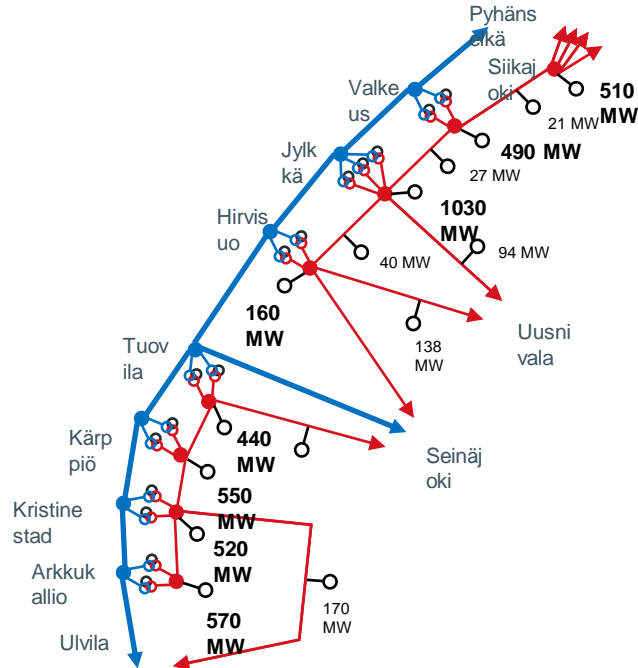 Pyhäns
elkä
Siikaj
oki
510
MW
Valke
us
21 MW
490 MW
Jylk
kä
27 MW
1030
MW
Hirvis
uo
40 MW
94 MW
160
MW
138
MW
Uusni
vala
Tuov
ila
440
MW
Seinäj
oki
Kärp
piö
550
MW
Kristine
stad
520
MW
Arkkuk
allio
570
MW
170
MW
Ulvila